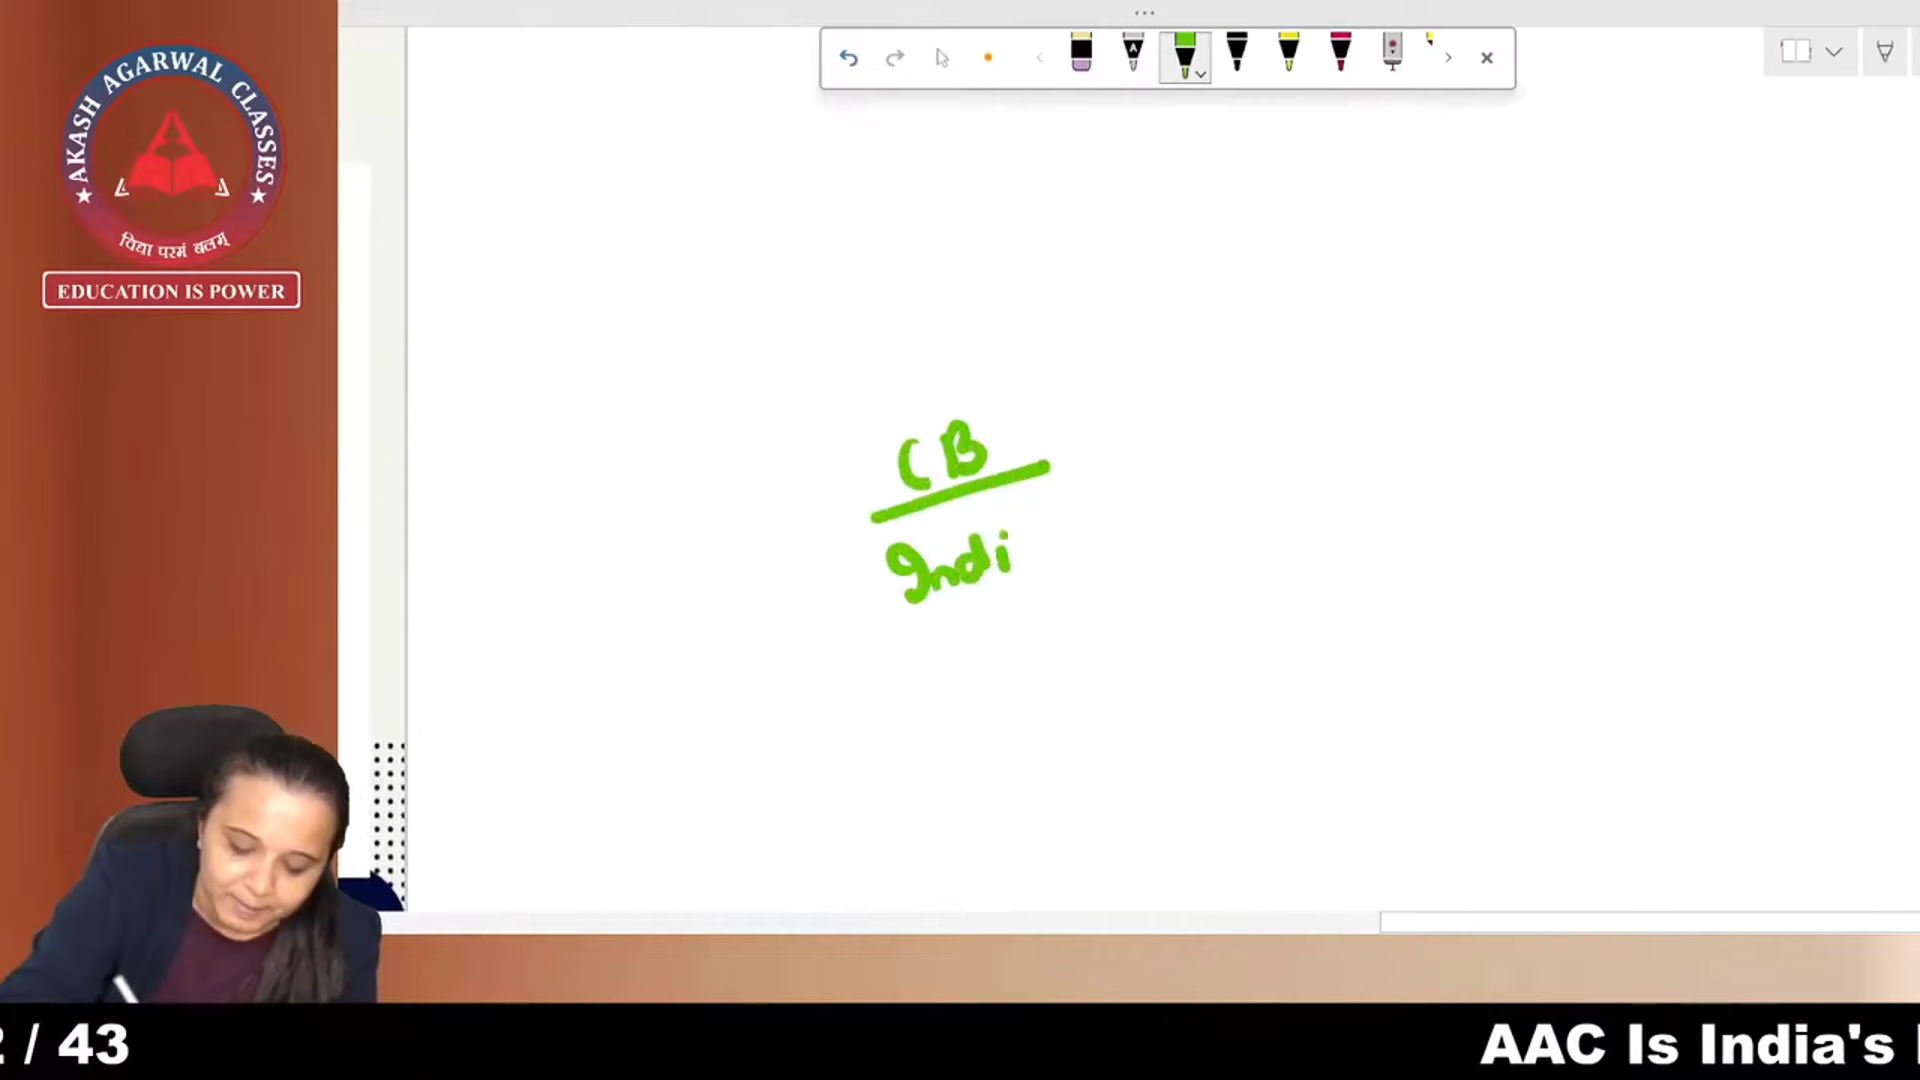 AKASH AGARWAL CLASSES
विद्या परमं बलम्
EDUCATION IS POWER
A
CB
Indi
/ 43
AAC Is India's